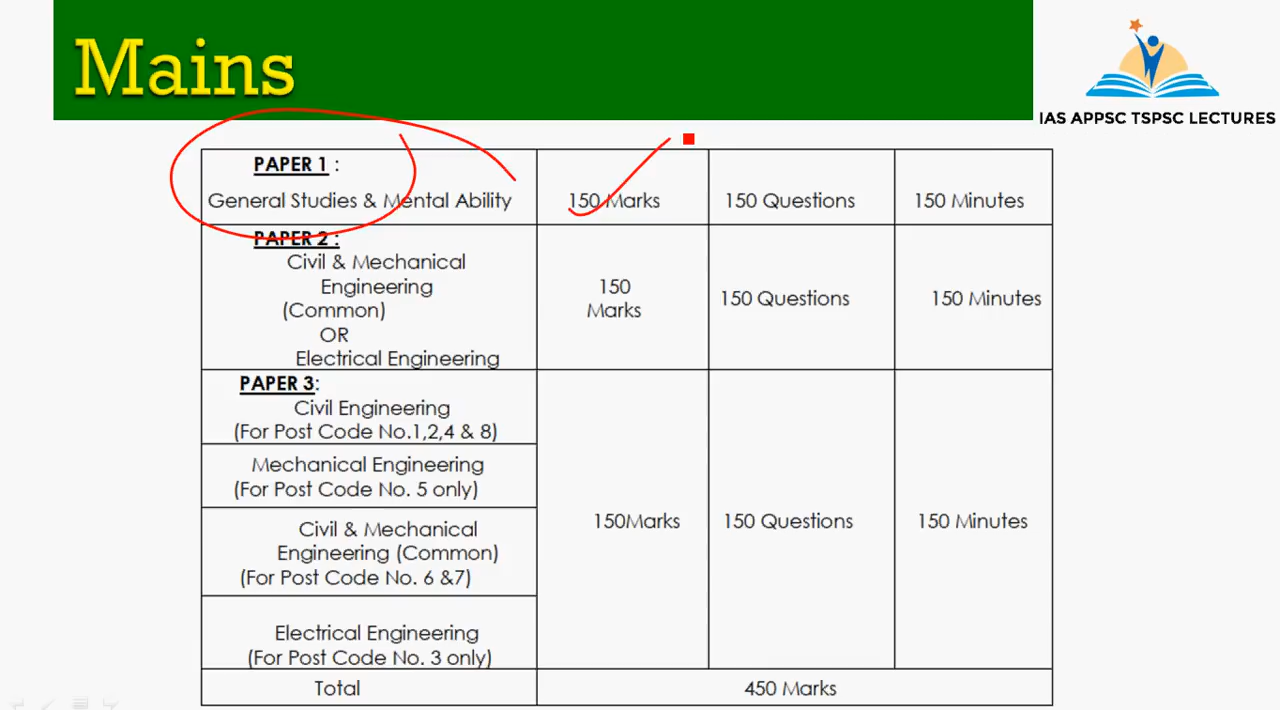 Mains
IAS APPSC TSPSC LECTURES
PAPER 1 :
General Studies & Mental Ability
150 Marks
150 Questions
150 Minutes
PAPER 2 :
Civil & Mechanical
Engineering
(Common)
OR
Electrical Engineering
150
Marks
150 Questions
150 Minutes
PAPER 3:
Civil Engineering
(For Post Code No.1,2,4 & 8)
Mechanical Engineering
(For Post Code No. 5 only)
Civil & Mechanical
Engineering (Common)
(For Post Code No. 6 &7)
Electrical Engineering
(For Post Code No. 3 only)
150Marks
150 Questions
150 Minutes
Total
450 Marks